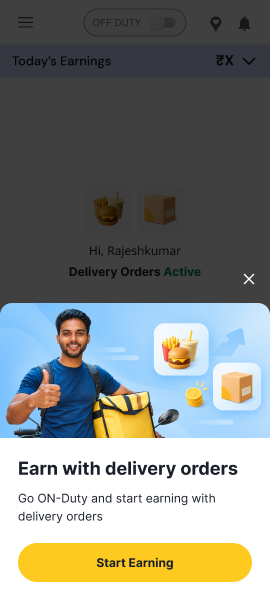 OFF DUTY
Today's Earnings
₹X
Hi, Rajeshkumar
Delivery Orders Active
Earn with delivery orders
Go ON-Duty and start earning with
delivery orders
Start Earning